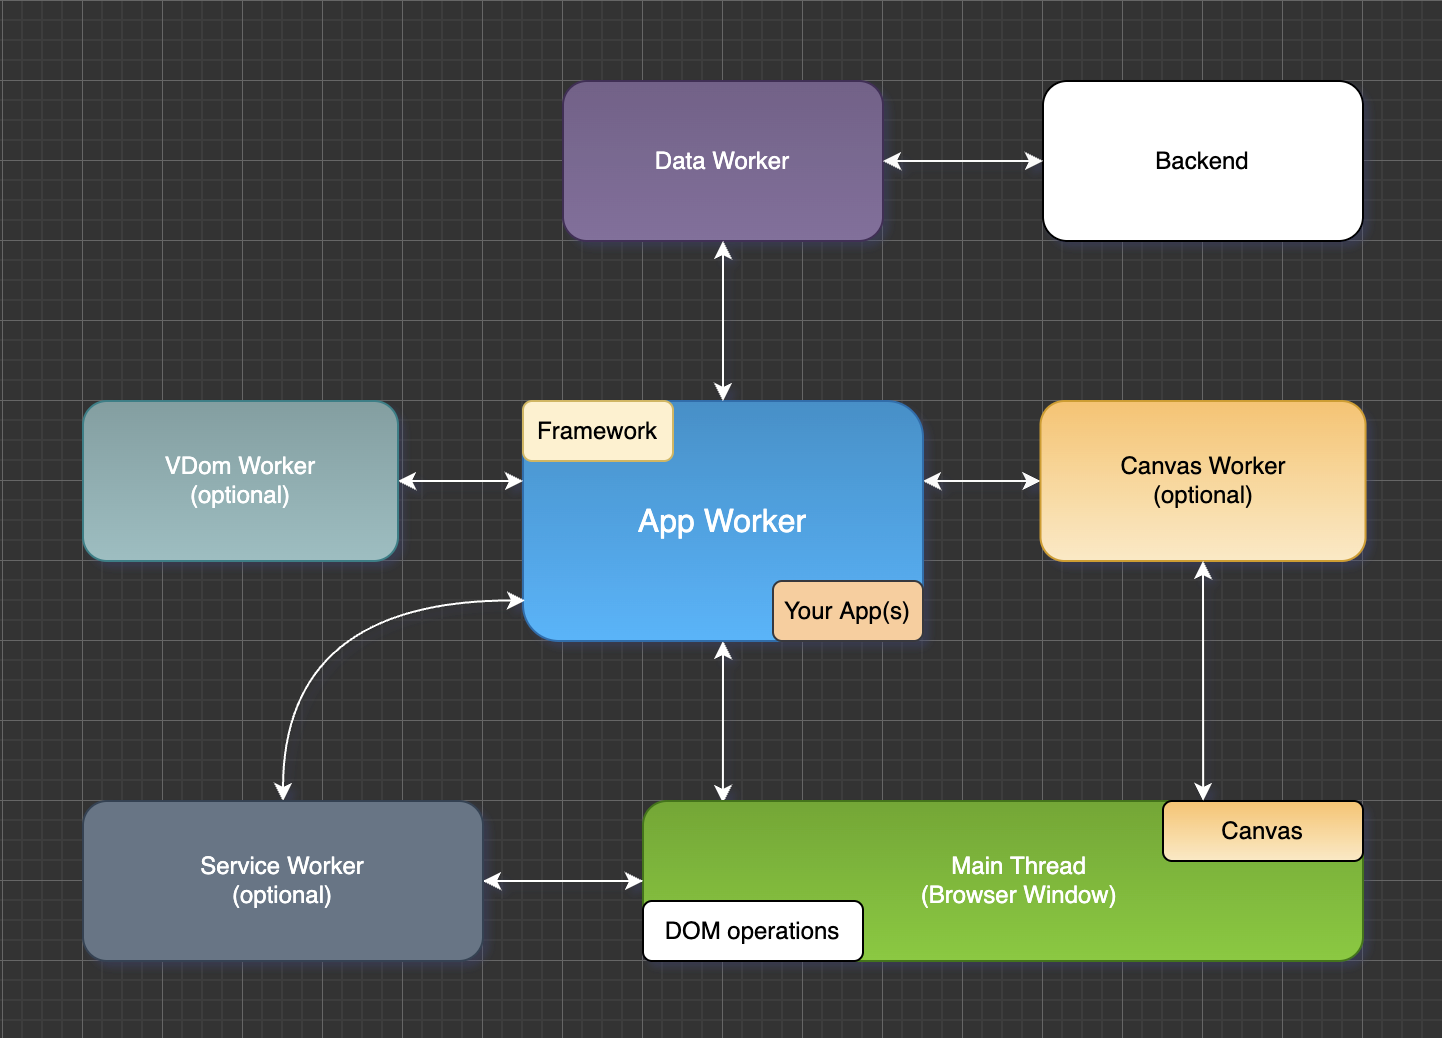 Data Worker
Backend
Framework
VDom Worker
(optional)
App Worker
Canvas Worker
(optional)
Your App(s)
Service Worker
(optional)
Main Thread
(Browser Window)
Canvas
DOM operations